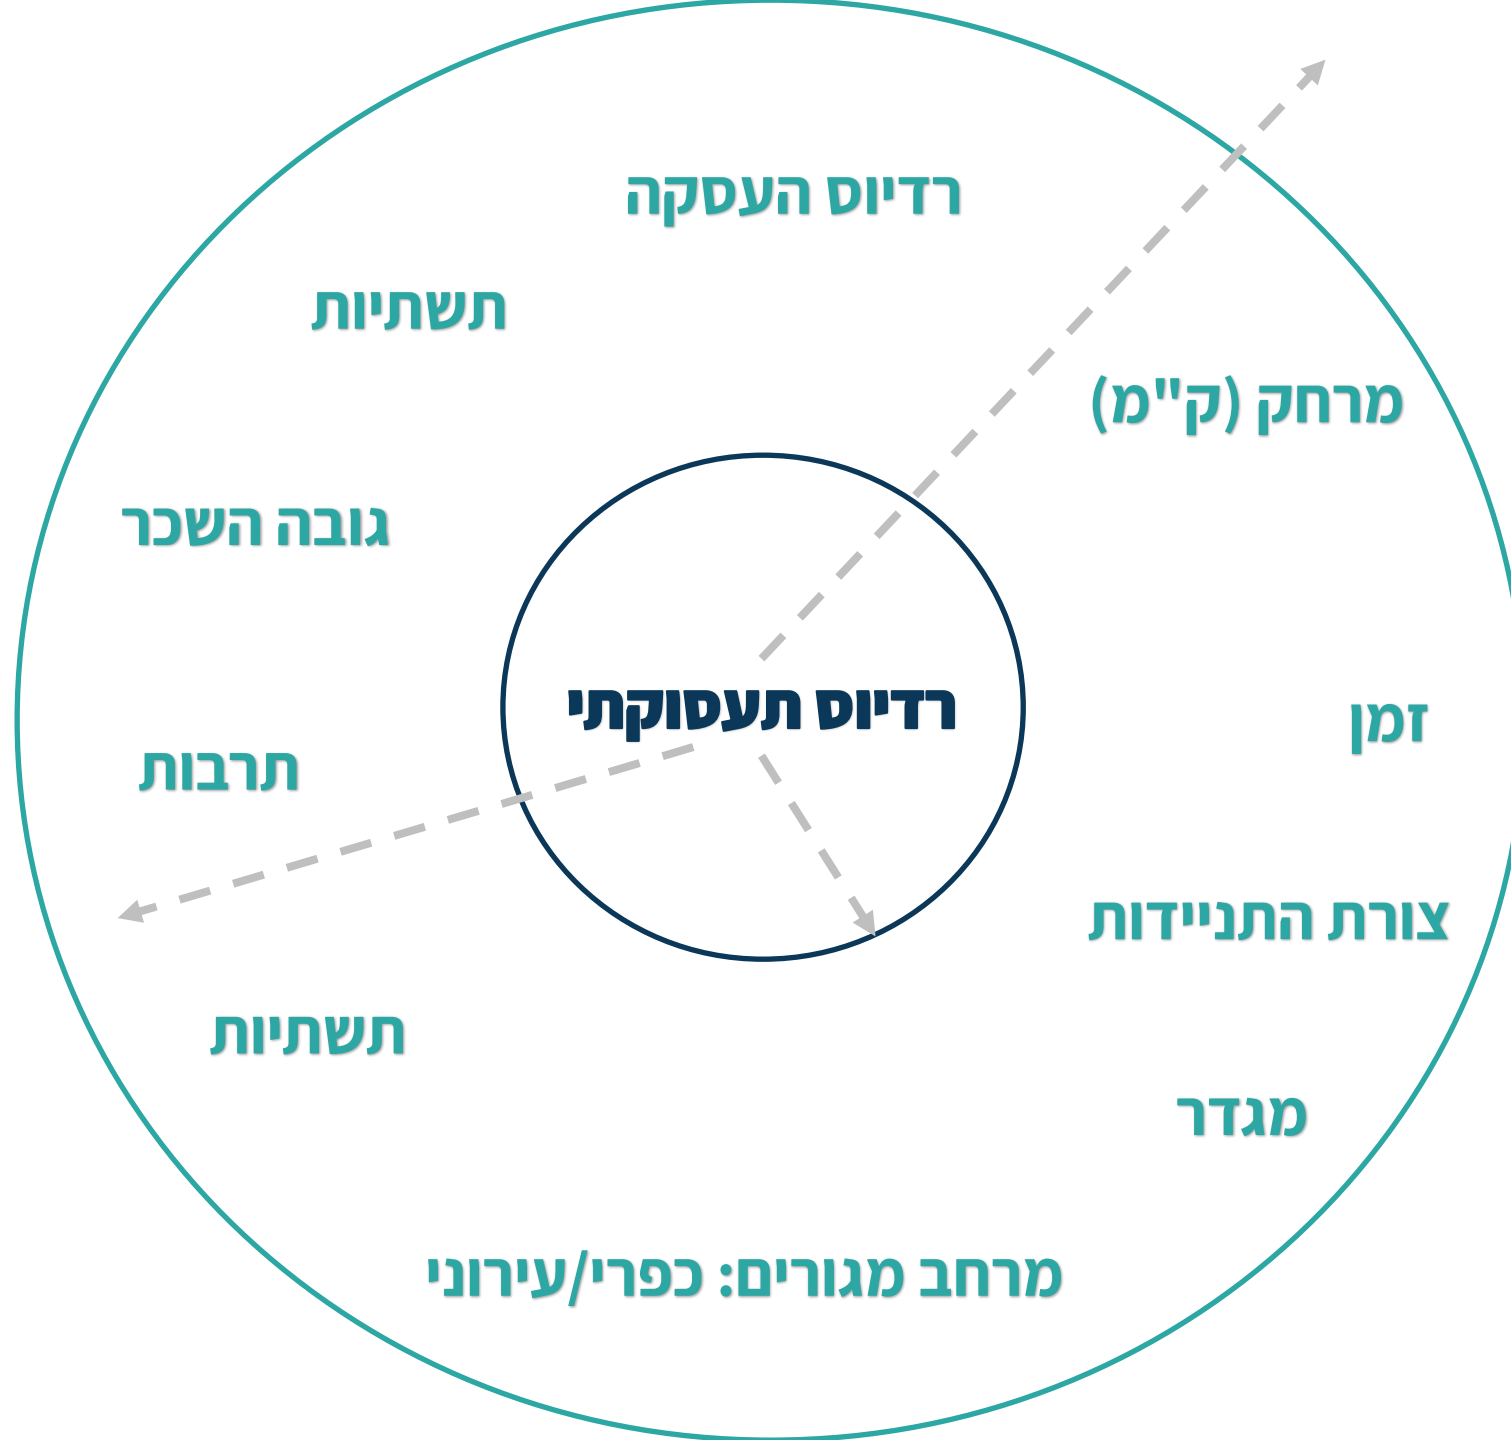 רדיוס העסקה
תשתיות
מרחק (ק"מ)
גובה השכר
רדיוס תעסוקתי
זמן
תרבות
צורת התניידות
תשתיות
מגדר
מרחב מגורים: כפרי/עירוני